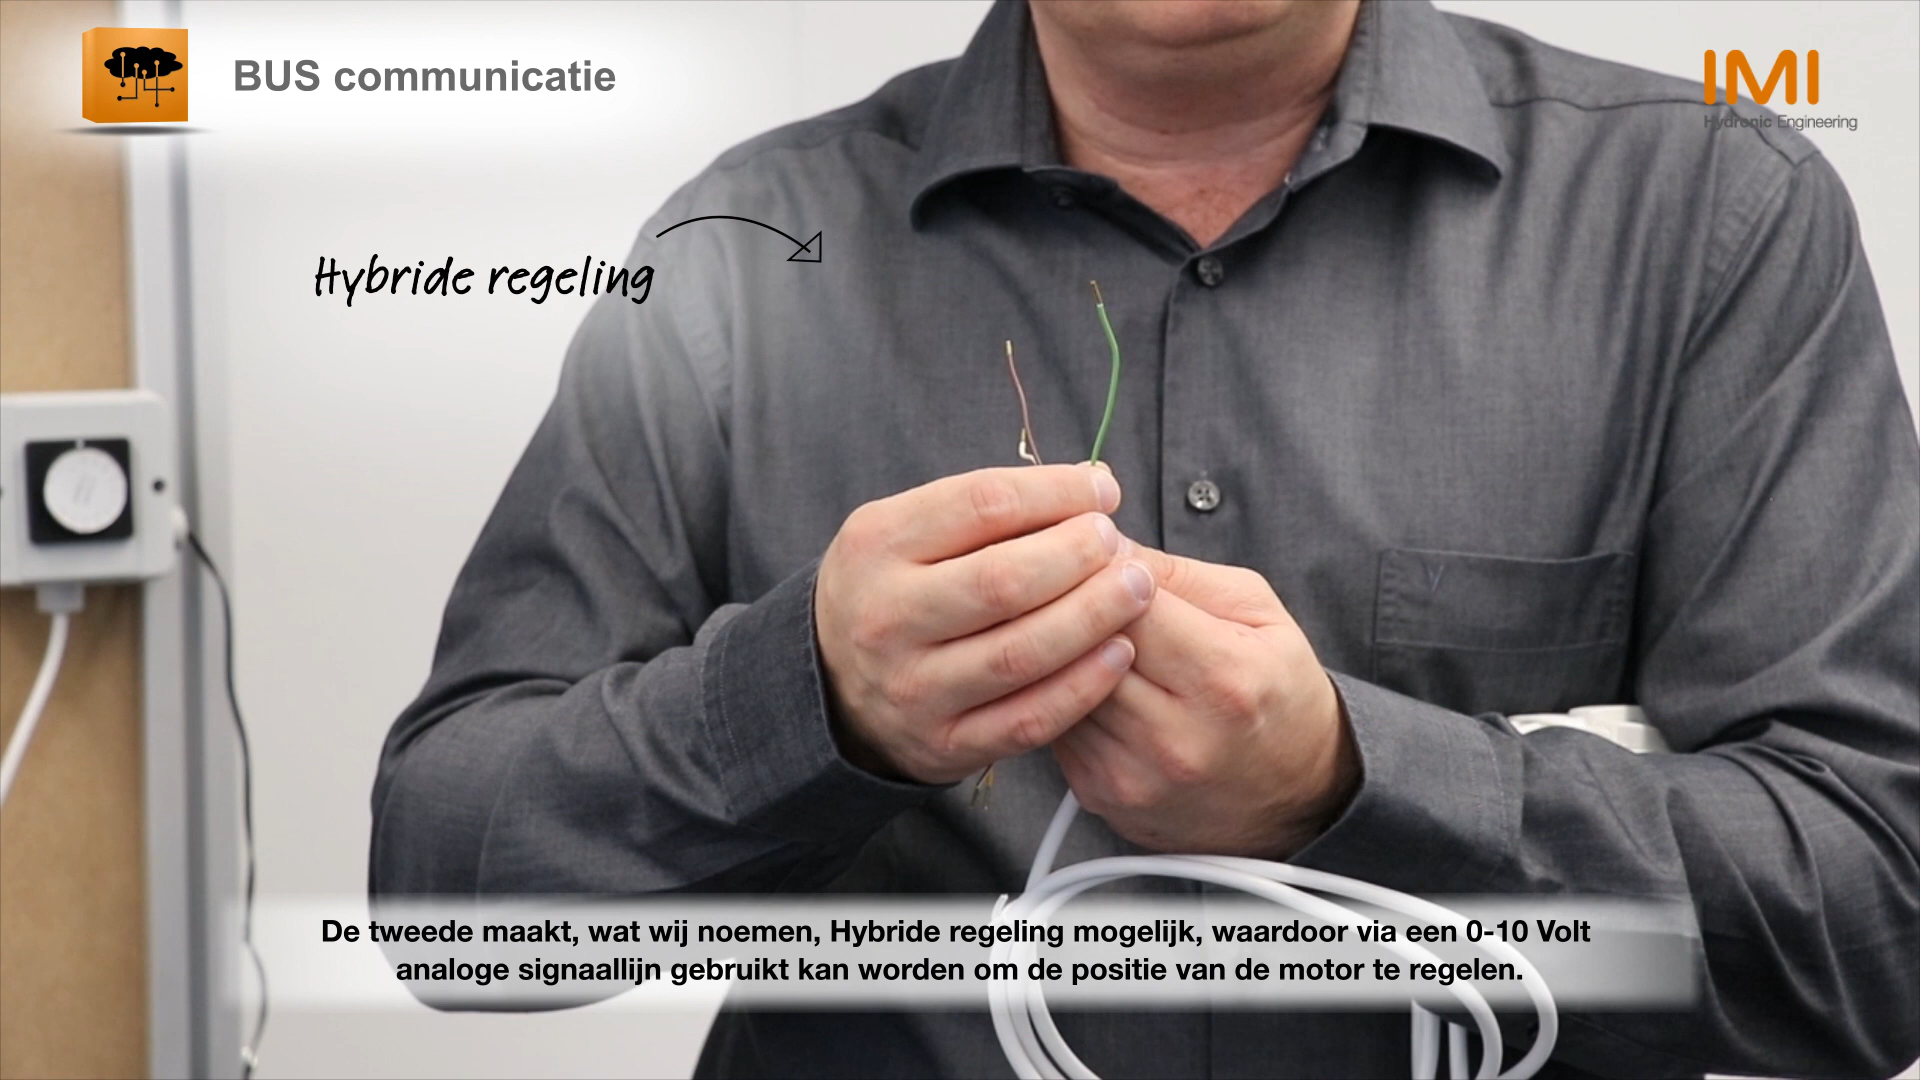 BUS communicatie
IMI
Hydronic Engineering
Hybride regeling
De tweede maakt, wat wij noemen, Hybride regeling mogelijk, waardoor via een 0-10 Volt
analoge signaallijn gebruikt kan worden om de positie van de motor te regelen.